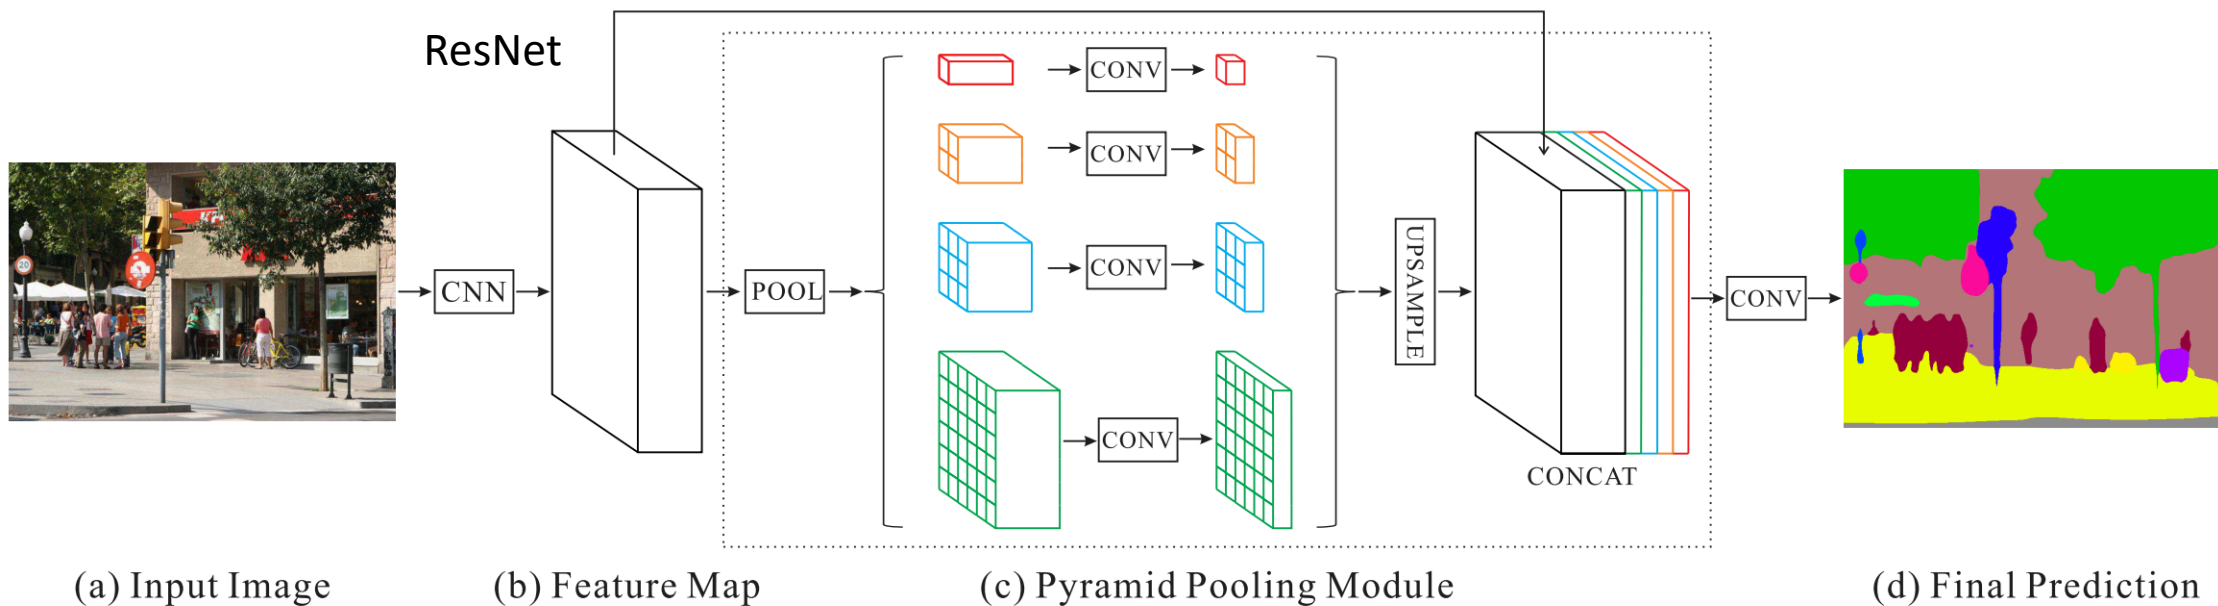 ResNet
CNN
POOL
CONV
CONV
CONV
CONV
UPSAMPLE
CONCAT
CONV
20
(a) Input Image
(b) Feature Map
(c) Pyramid Pooling Module
(d) Final Prediction